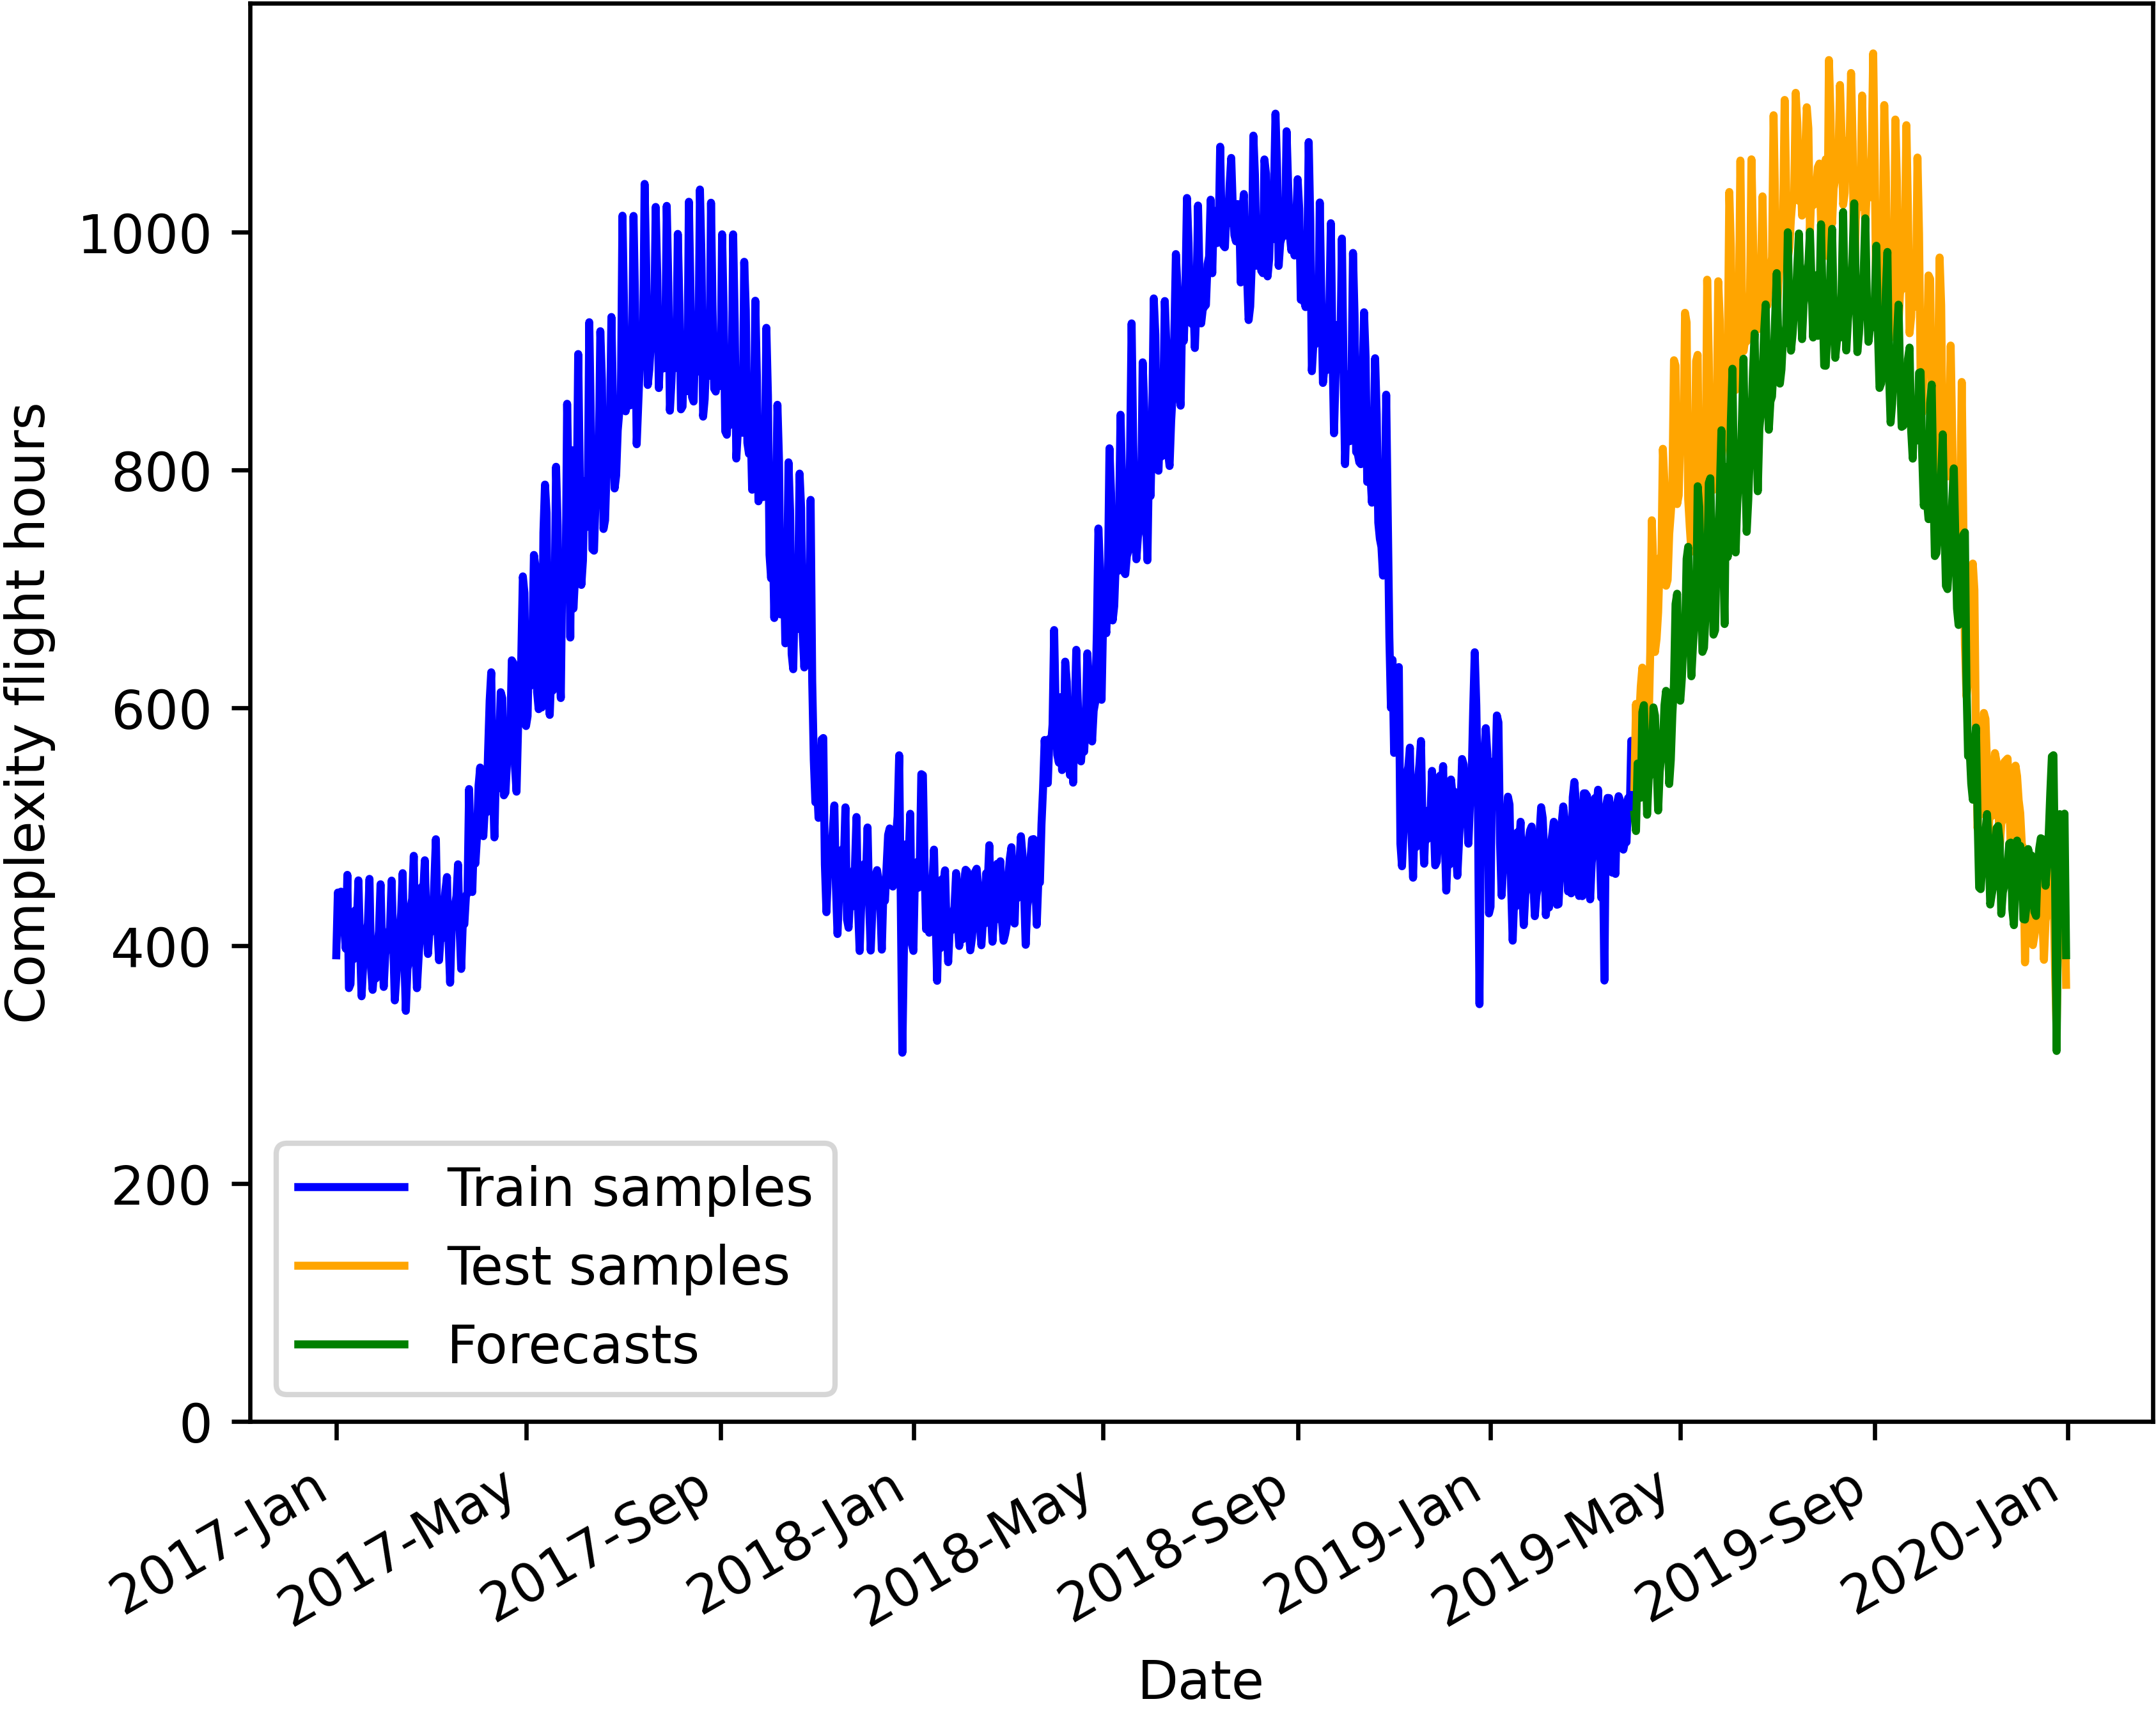 Complexity flight hours
1000
800
600
400
200
0
Train samples
Test samples
Forecasts
2017-Jan
2017-May
2017-Sep
2018-Jan
2018-May
2018-Sep
2019-Jan
2019-May
2019-Sep
2020-Jan
Date